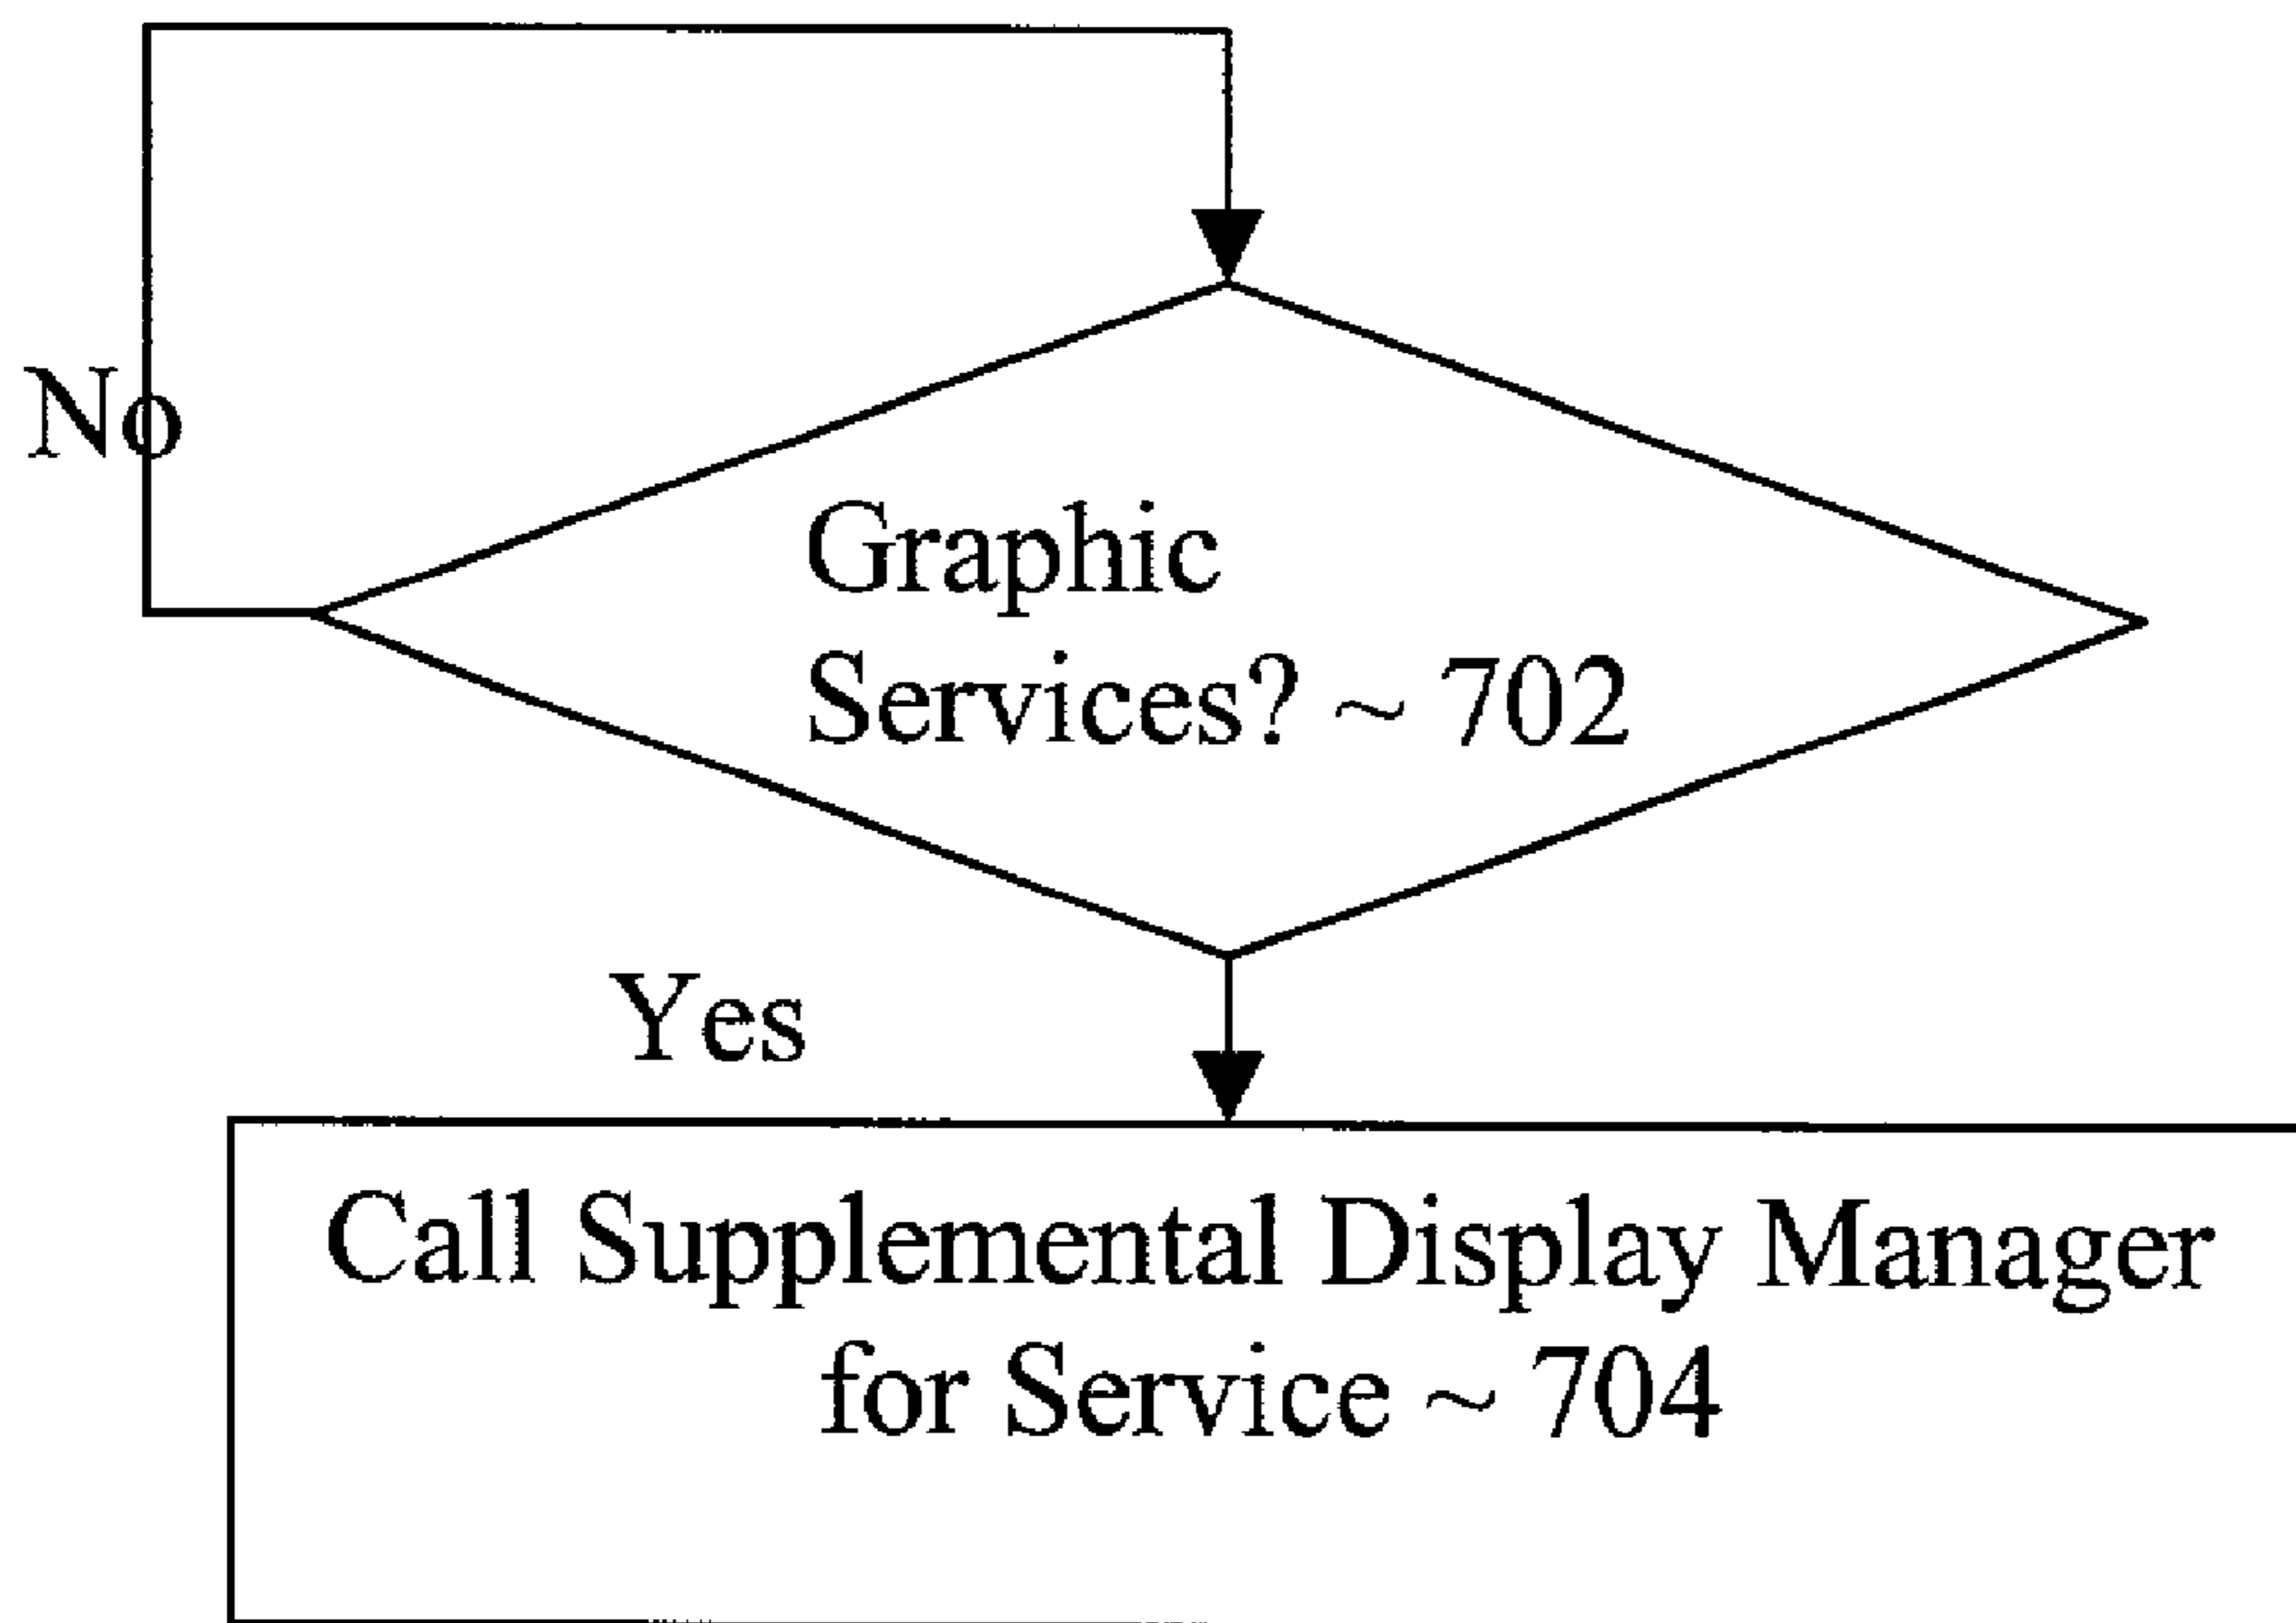 No
Graphic
Services? ~ 702
Yes
Call Supplemental Display Manager
for Service ~ 704